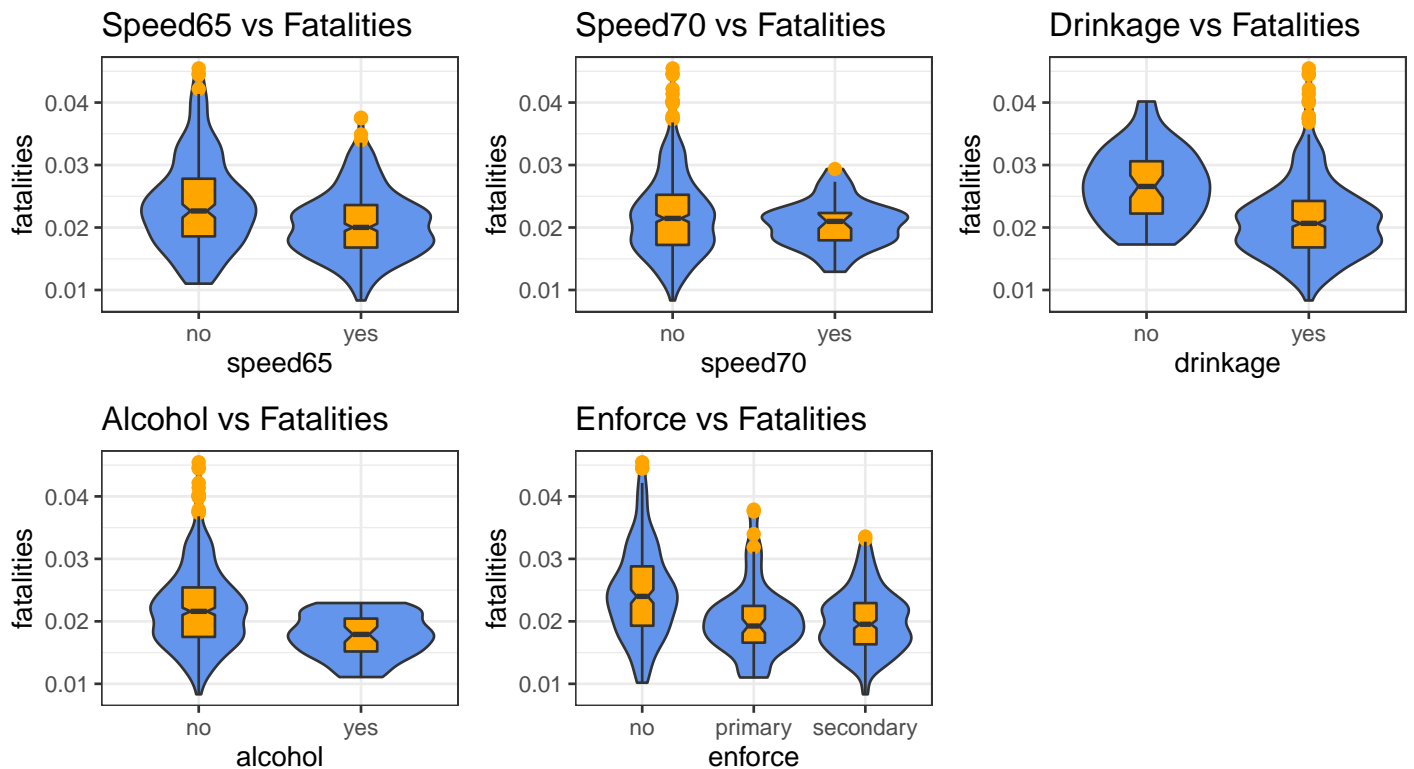 Speed65 vs Fatalities
fatalities
0.04
0.03
0.02
0.01
no yes
speed65
Speed70 vs Fatalities
fatalities
0.04
0.03
0.02
0.01
no yes
speed70
Drinkage vs Fatalities
fatalities
0.04
0.03
0.02
0.01
no yes
drinkage
Alcohol vs Fatalities
fatalities
0.04
0.03
0.02
0.01
no yes
alcohol
Enforce vs Fatalities
fatalities
0.04
0.03
0.02
0.01
no primary secondary
enforce